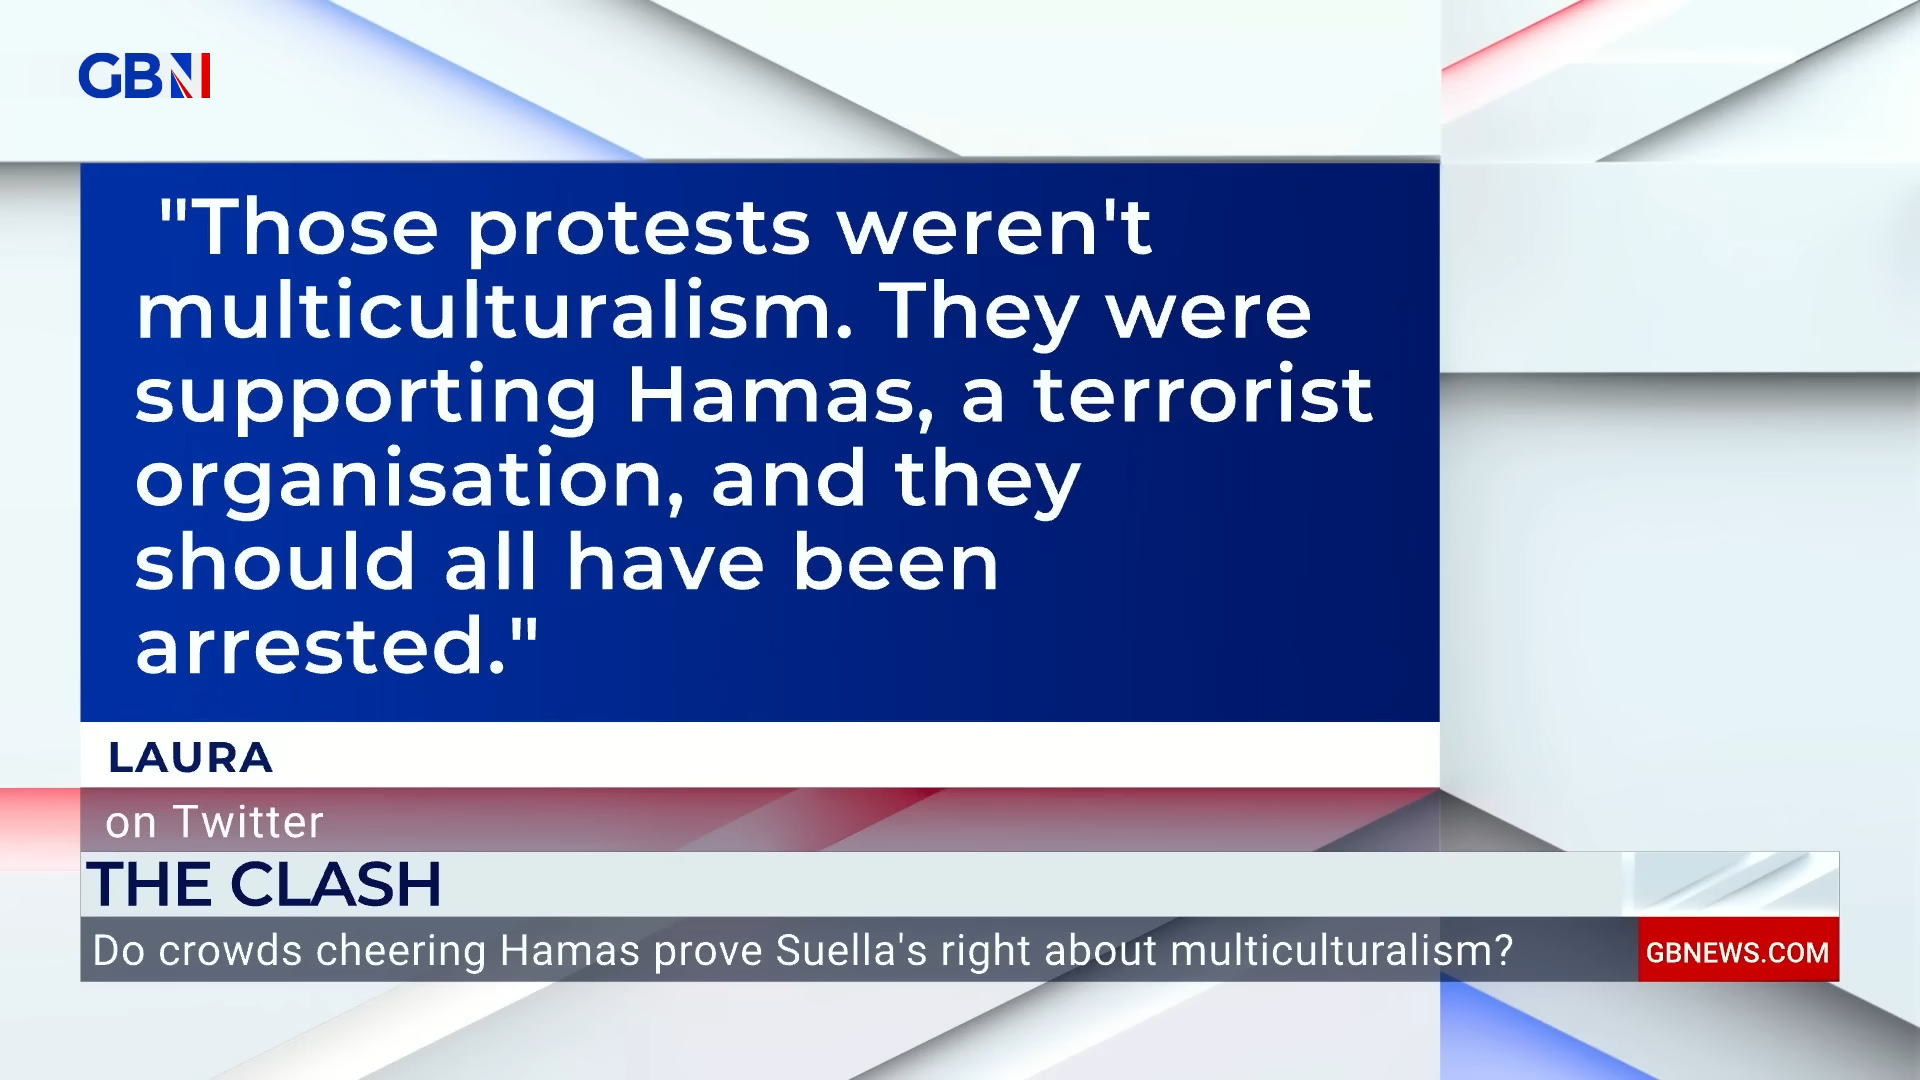 GBN
"Those protests weren't
multiculturalism. They were
supporting Hamas, a terrorist
organisation, and they
should all have been
arrested."
LAURA
on Twitter
THE CLASH
Do crowds cheering Hamas prove Suella's right about multiculturalism?
GBNEWS.COM